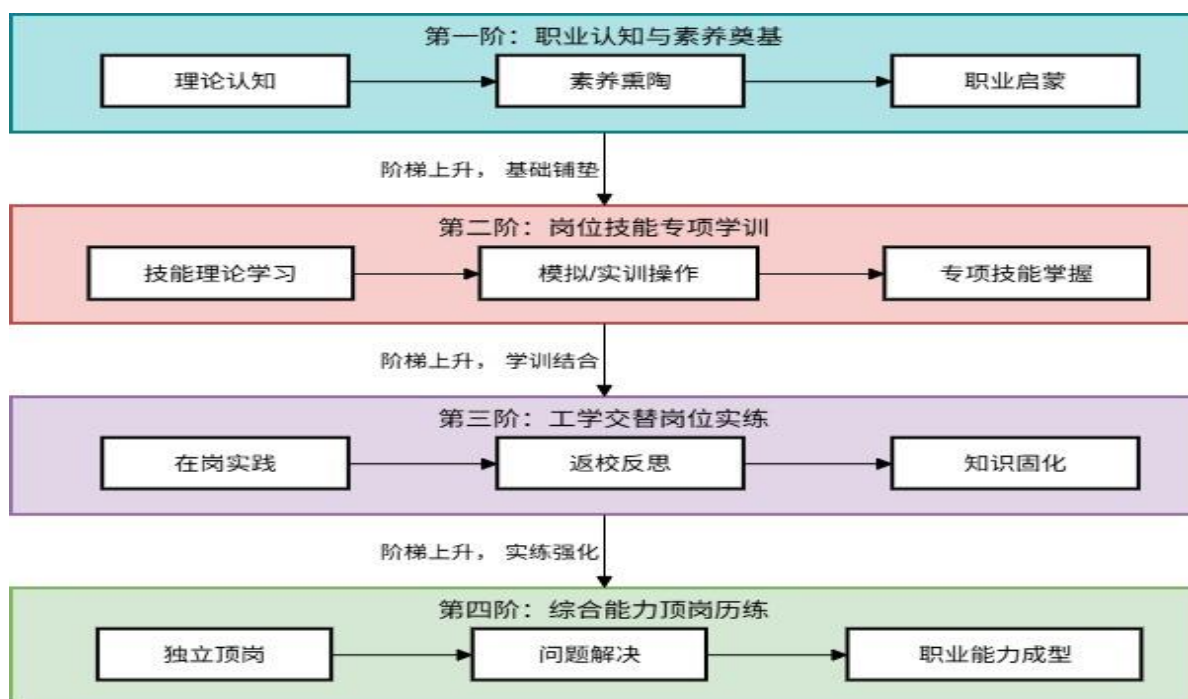 第一阶：职业认知与素养奠基
理论认知
素养熏陶
职业启蒙
阶梯上升， 基础铺垫
第二阶：岗位技能专项学训
技能理论学习
模拟/实训操作
专项技能掌握
阶梯上升， 学训结合
第三阶：工学交替岗位实练
在岗实践
返校反思
知识固化
阶梯上升， 实练强化
第四阶：综合能力顶岗历练
独立顶岗
问题解决
职业能力成型